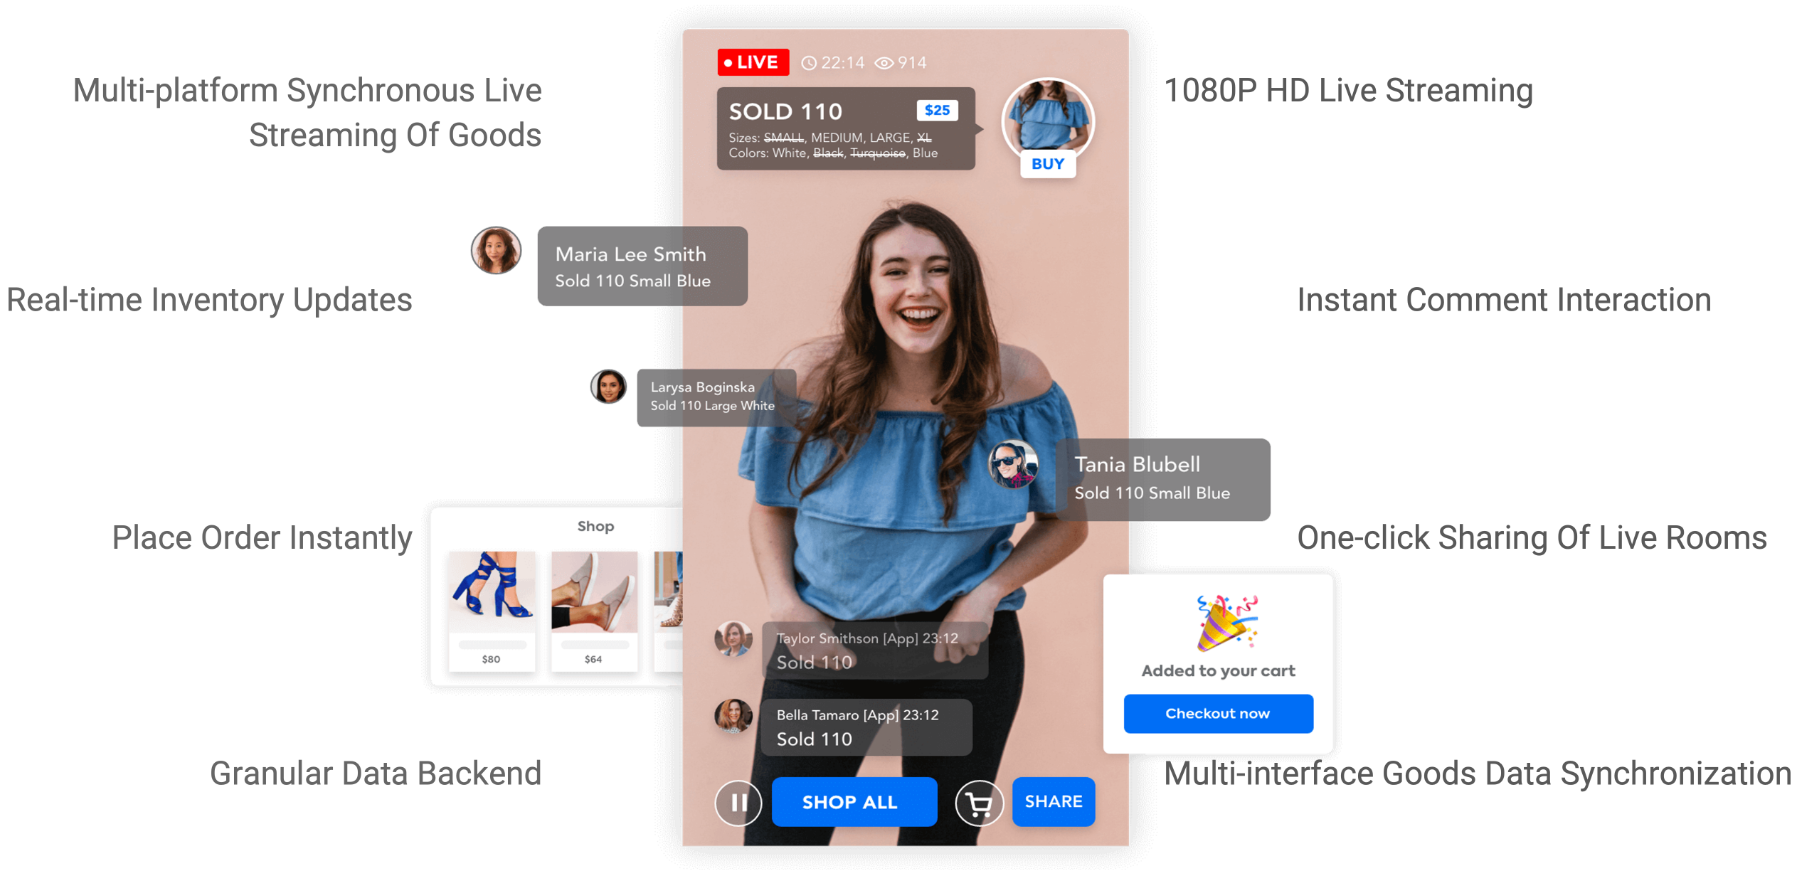 Multi-platform Synchronous Live
Streaming Of Goods
Real-time Inventory Updates
Place Order Instantly
Granular Data Backend
LIVE 22:14 914
SOLD 110 $25
Sizes: SMALL, MEDIUM, LARGE, XL
Colors: White, Black, Turquoise, Blue
BUY
Maria Lee Smith
Sold 110 Small Blue
Larysa Boginska
Sold 110 Large White
Tania Blubell
Sold 110 Small Blue
Shop
$80 $64
Taylor Smithson [App] 23:12
Sold 110
Bella Tamaro [App] 23:12
Sold 110
SHOP ALL SHARE
Added to your cart
Checkout now
1080P HD Live Streaming
Instant Comment Interaction
One-click Sharing Of Live Rooms
Multi-interface Goods Data Synchronization